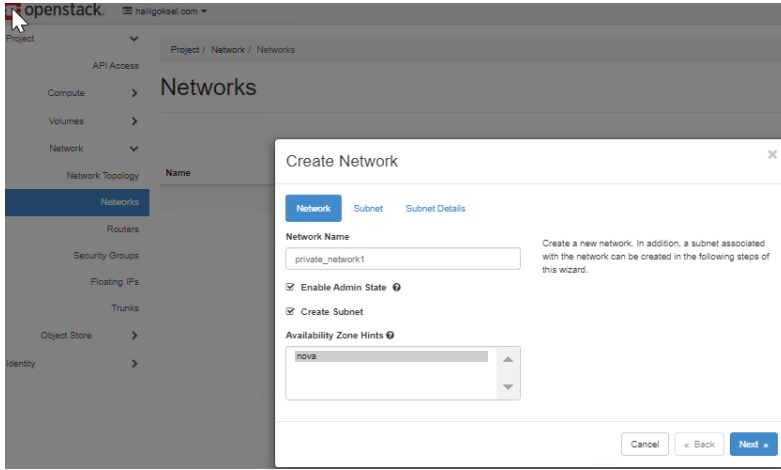 openstack.
halilgoksel.com
Project
API Access
Compute
Volumes
Network
Network Topology
Networks
Routers
Security Groups
Floating IPs
Trunks
Object Store
Identity
Project / Network / Networks
Networks
Name
Create Network
Network
Subnet
Subnet Details
Network Name
private_network1
Enable Admin State
Create Subnet
Availability Zone Hints
nova
Create a new network. In addition, a subnet associated
with the network can be created in the following steps of
this wizard.
Cancel
« Back
Next »